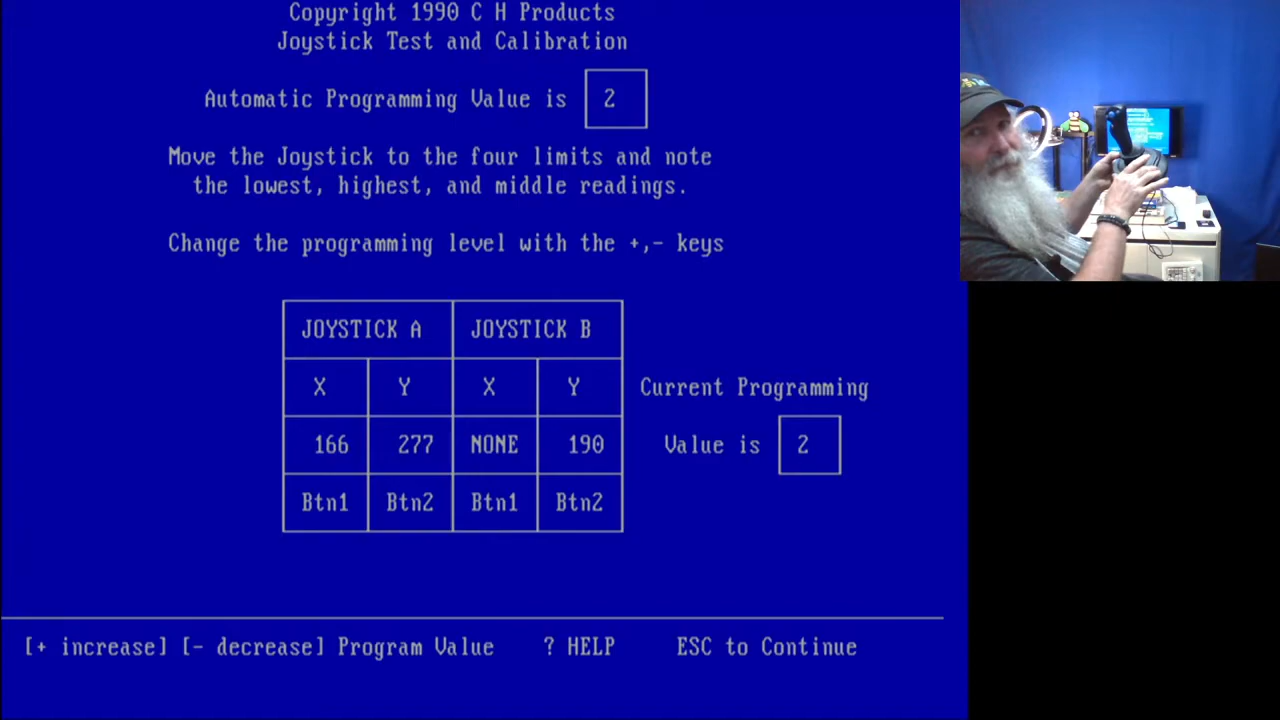 Copyright 1990 C H Products
Joystick Test and Calibration
Automatic Programming Value is 2
Move the Joystick to the four limits and note
the lowest, highest, and middle readings.
Change the programming level with the +,- keys
JOYSTICK A JOYSTICK B
X Y X Y
Current Programming
166 277 NONE 190
Value is 2
Btn1 Btn2 Btn1 Btn2
[+ increase] [- decrease] Program Value ? HELP ESC to Continue